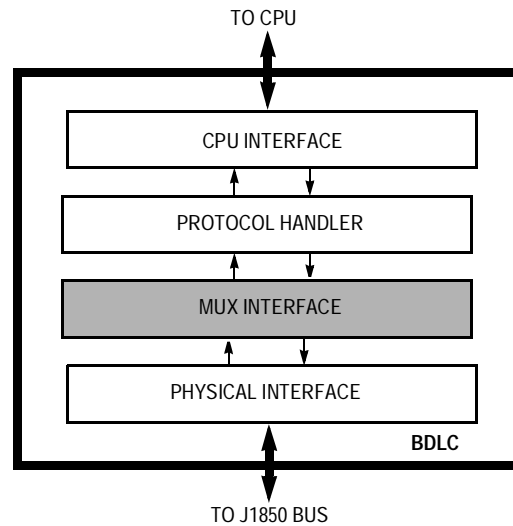 TO CPU
CPU INTERFACE
PROTOCOL HANDLER
MUX INTERFACE
PHYSICAL INTERFACE
BDLC
TO J1850 BUS